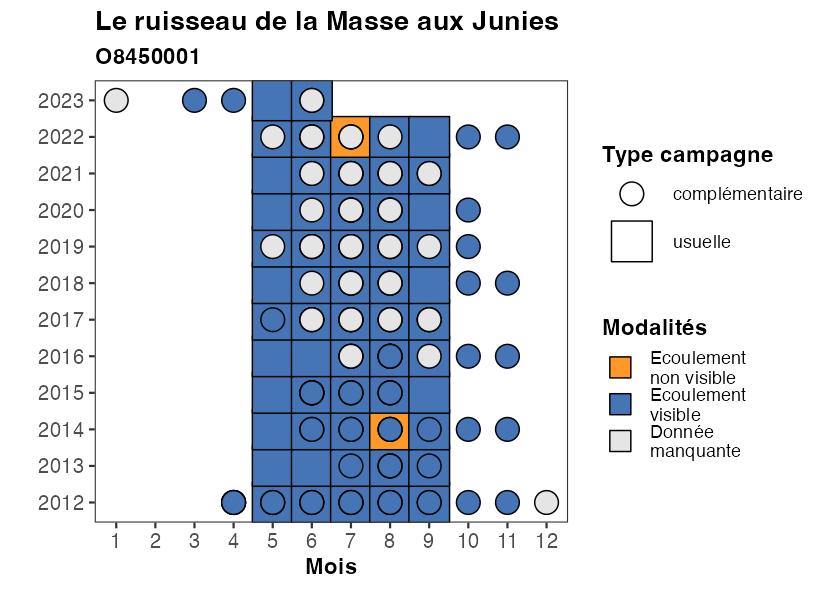 Le ruisseau de la Masse aux Junies
O8450001
2023
2022
2021
2020
2019
2018
2017
2016
2015
2014
2013
2012
1 2 3 4 5 6 7 8 9 10 11 12
Mois
Type campagne
complémentaire
usuelle
Modalités
Ecoulement
non visible
Ecoulement
visible
Donnée
manquante